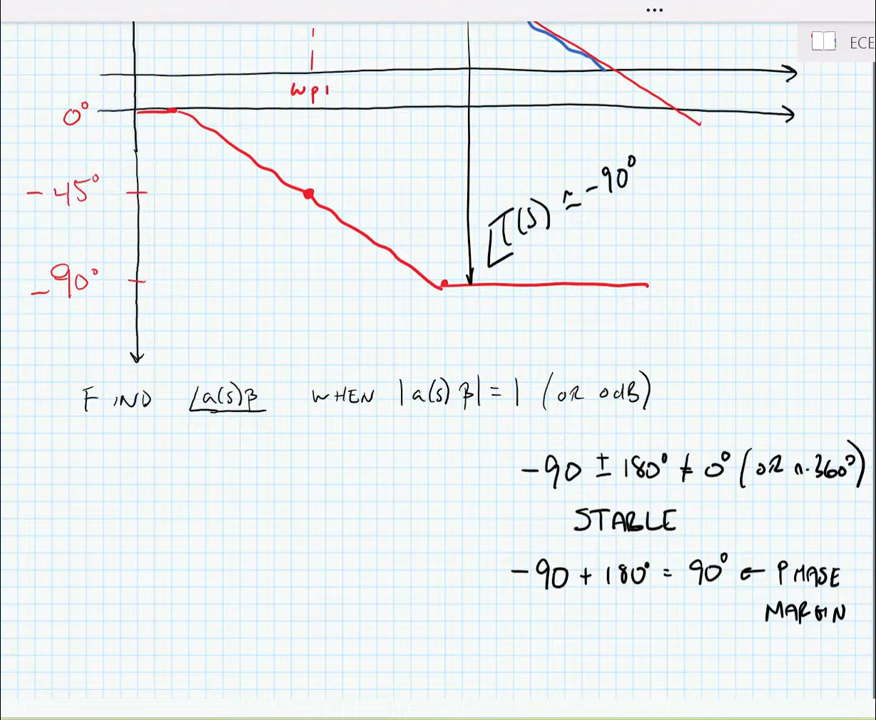 ECE
wp1
0°
-45°
∠T(s) ≃ -90°
-90°
FIND ∠a(s)β WHEN |a(s)β| = 1 (OR 0dB)
-90 ± 180° ≠ 0° (OR n·360°)
STABLE
-90 + 180° = 90° ← PHASE
MARGIN